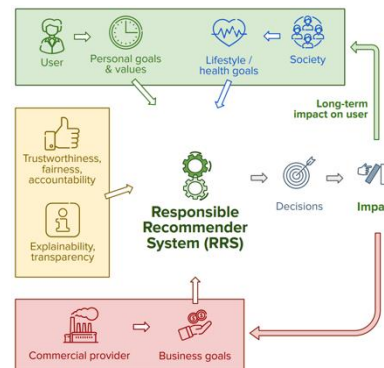 User
Personal goals
& values
Lifestyle /
health goals
Society
Long-term
impact on user
Trustworthiness,
fairness,
accountability
Explainability,
transparency
Responsible
Recommender
System (RRS)
Decisions
Impa
Commercial provider
Business goals